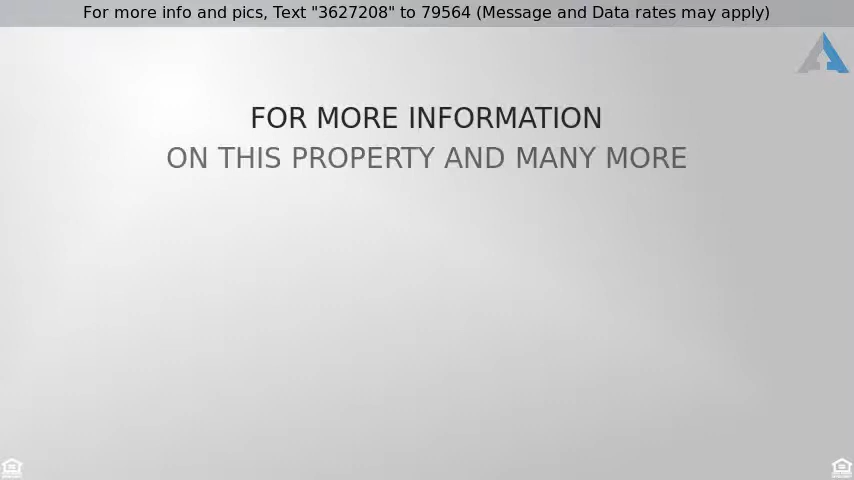 For more info and pics, Text "3627208" to 79564 (Message and Data rates may apply)
FOR MORE INFORMATION
ON THIS PROPERTY AND MANY MORE